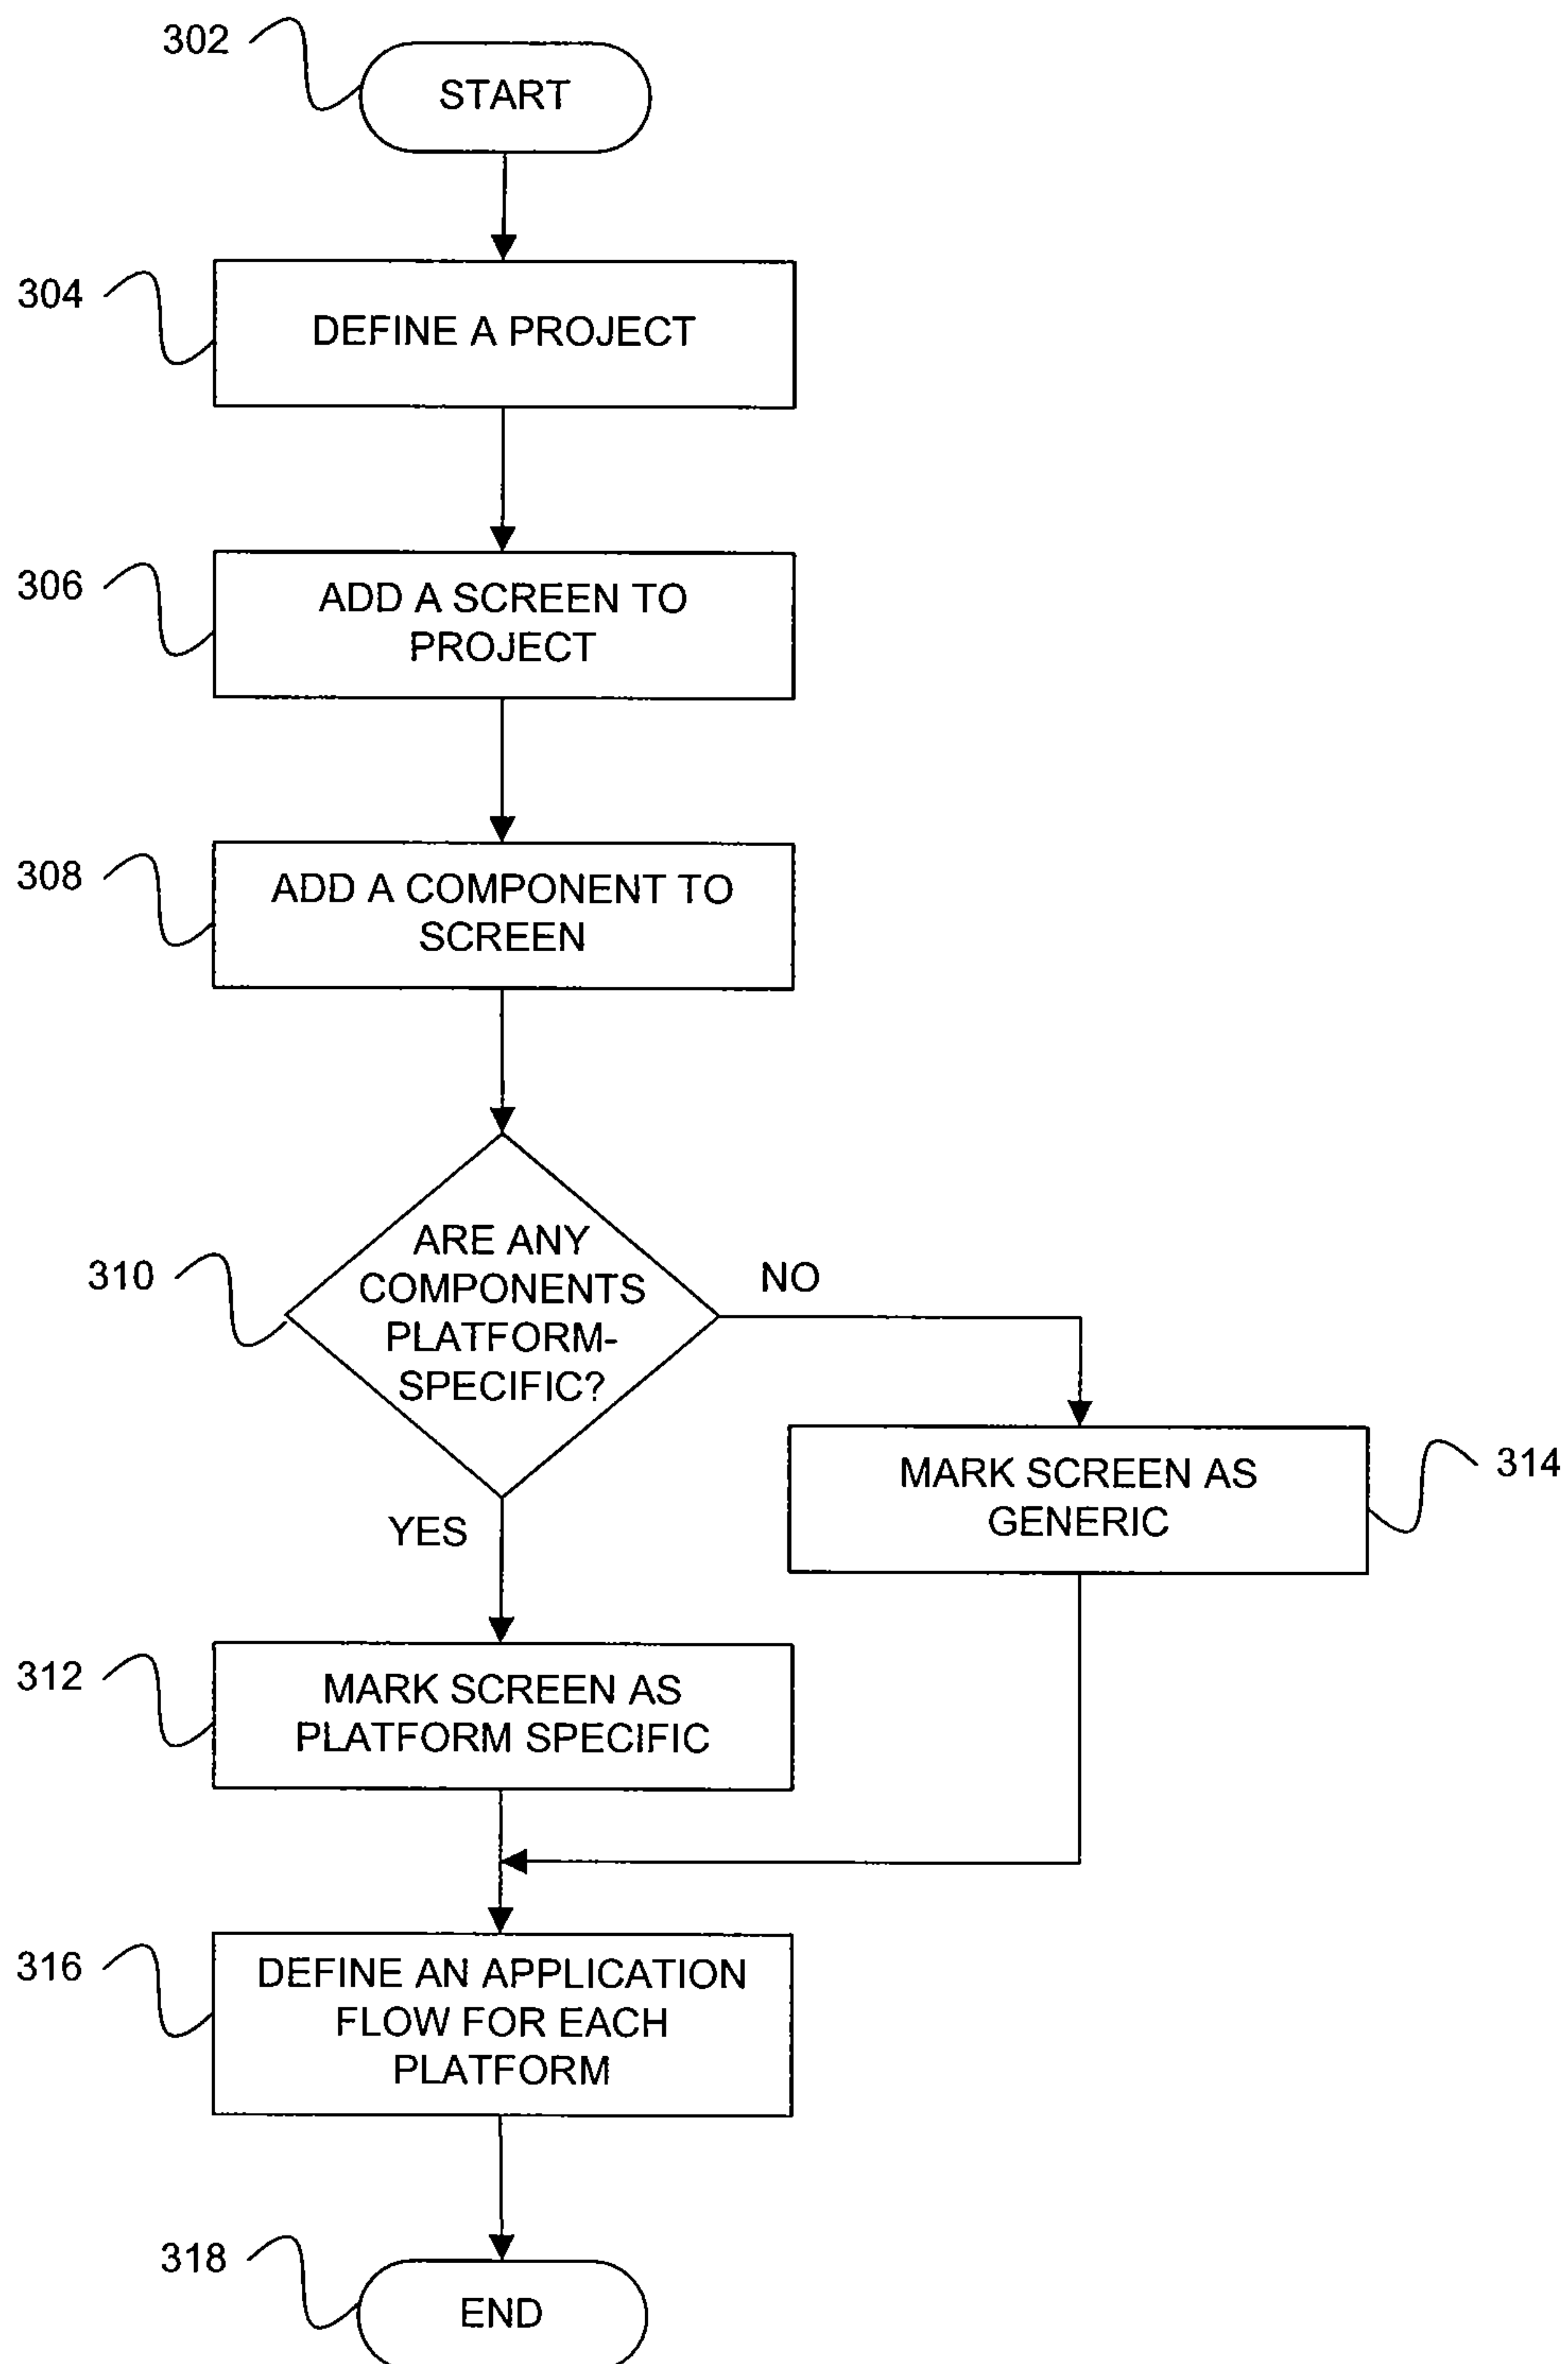 302
START
304
DEFINE A PROJECT
306
ADD A SCREEN TO
PROJECT
308
ADD A COMPONENT TO
SCREEN
310
ARE ANY
COMPONENTS
PLATFORM-
SPECIFIC?
NO
314
MARK SCREEN AS
GENERIC
YES
312
MARK SCREEN AS
PLATFORM SPECIFIC
316
DEFINE AN APPLICATION
FLOW FOR EACH
PLATFORM
318
END